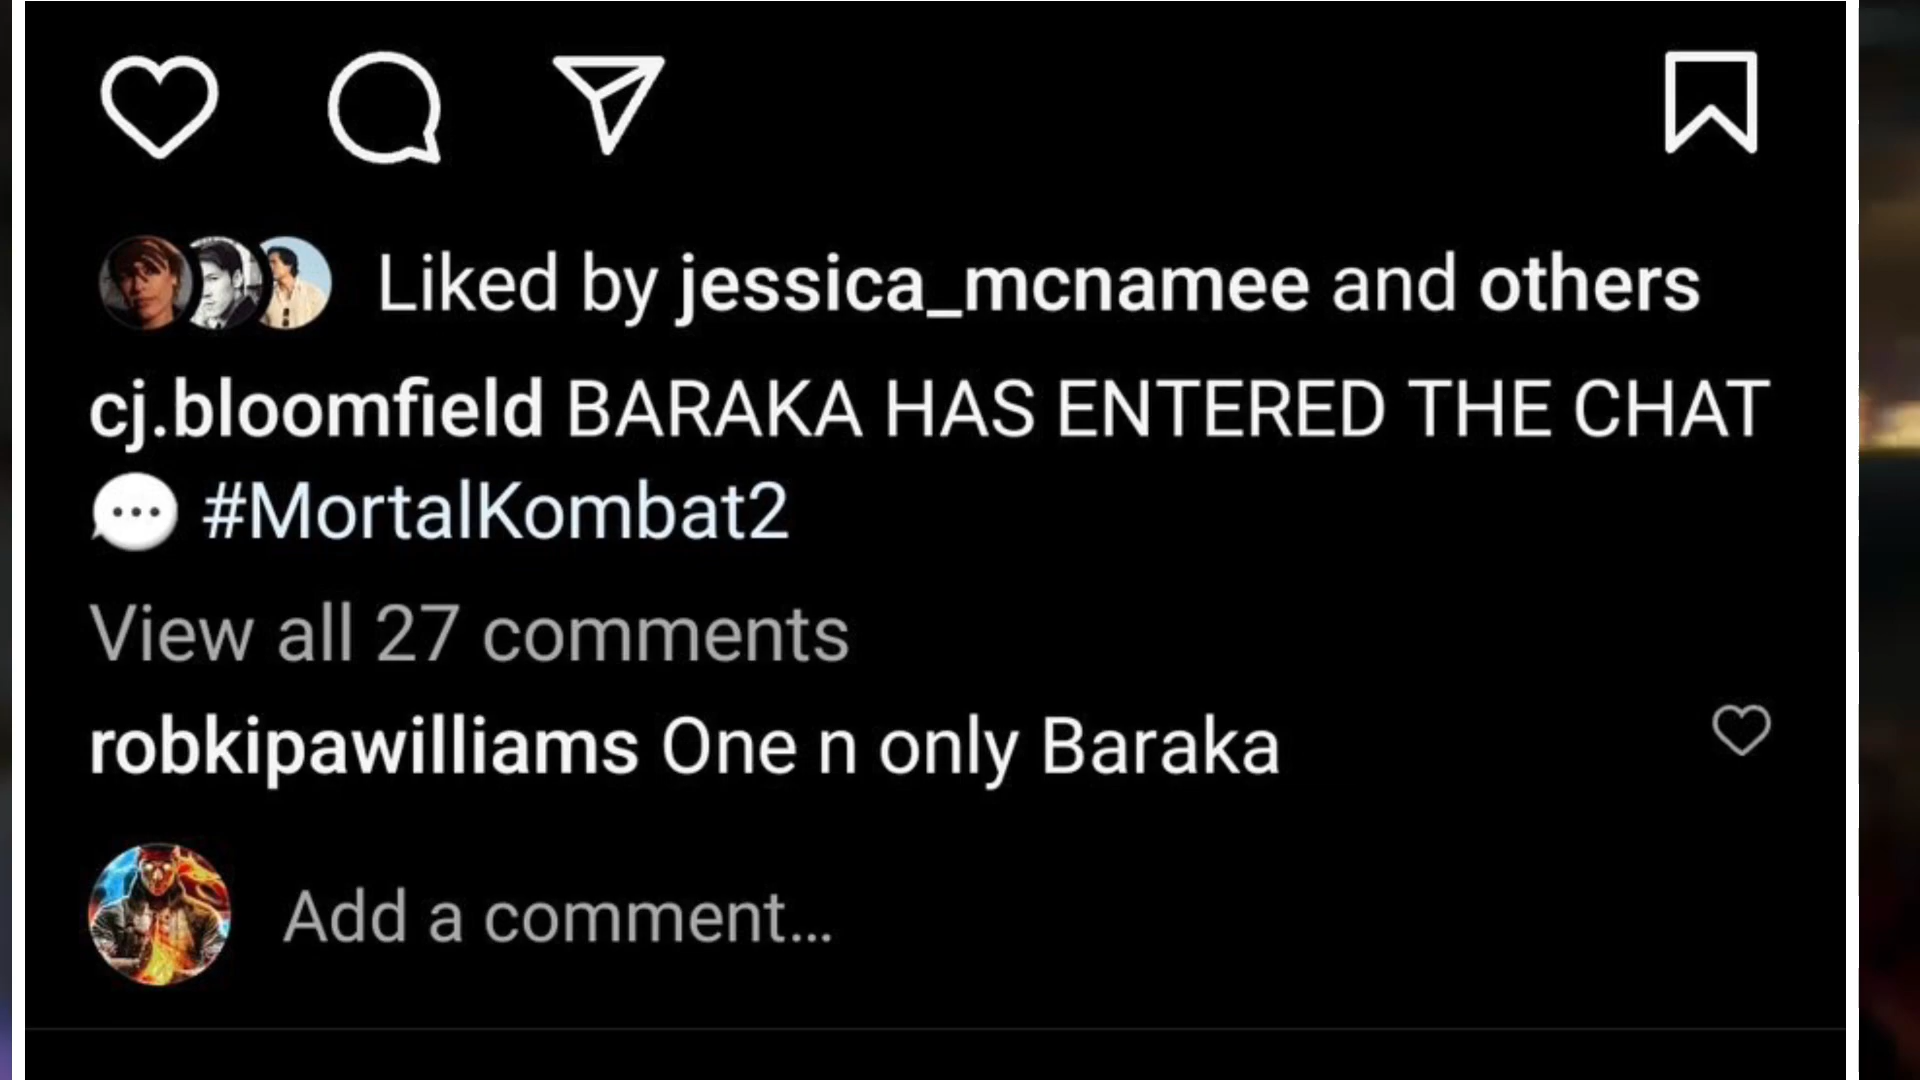 Liked by jessica_mcnamee and others
cj.bloomfield BARAKA HAS ENTERED THE CHAT
💬 #MortalKombat2
View all 27 comments
robkipawilliams One n only Baraka
Add a comment...